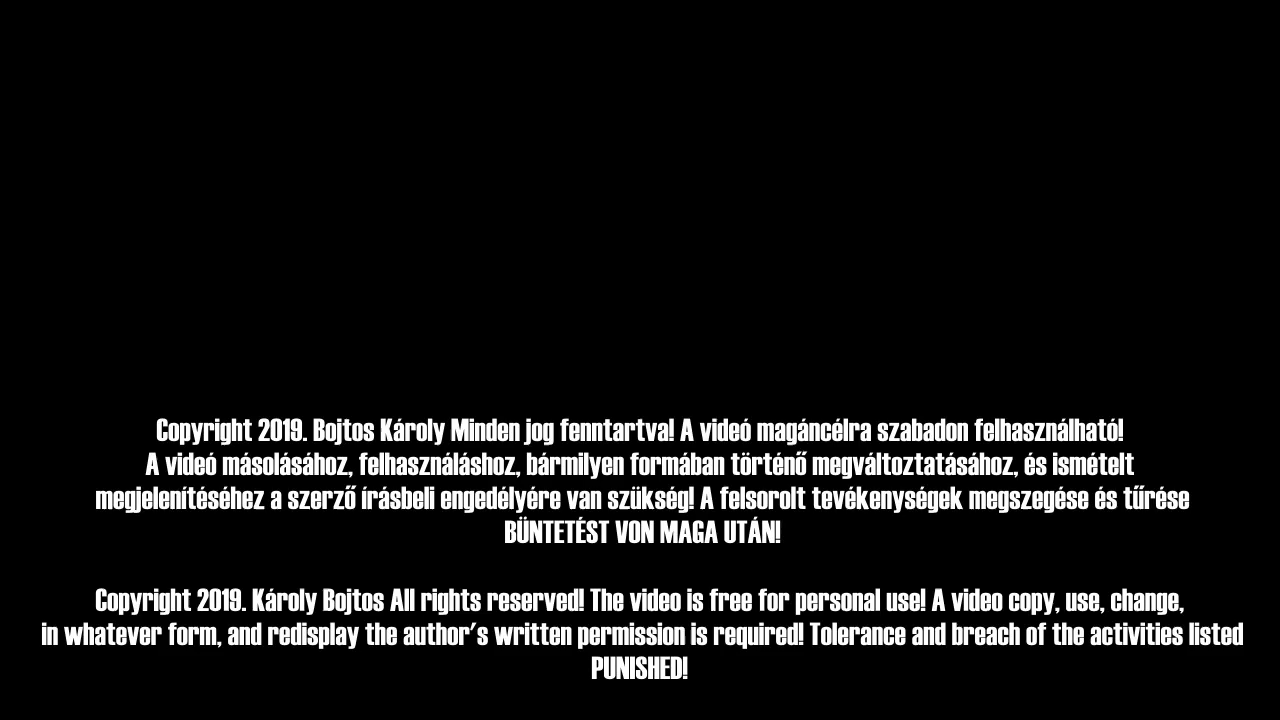 Copyright 2019. Bojtos Károly Minden jog fenntartva! A videó magáncélra szabadon felhasználható!
A videó másolásához, felhasználáshoz, bármilyen formában történő megváltoztatásához, és ismételt
megjelenítéséhez a szerző írásbeli engedélyére van szükség! A felsorolt tevékenységek megszegése és tűrése
BÜNTETÉST VON MAGA UTÁN!
Copyright 2019. Károly Bojtos All rights reserved! The video is free for personal use! A video copy, use, change,
in whatever form, and redisplay the author's written permission is required! Tolerance and breach of the activities listed
PUNISHED!